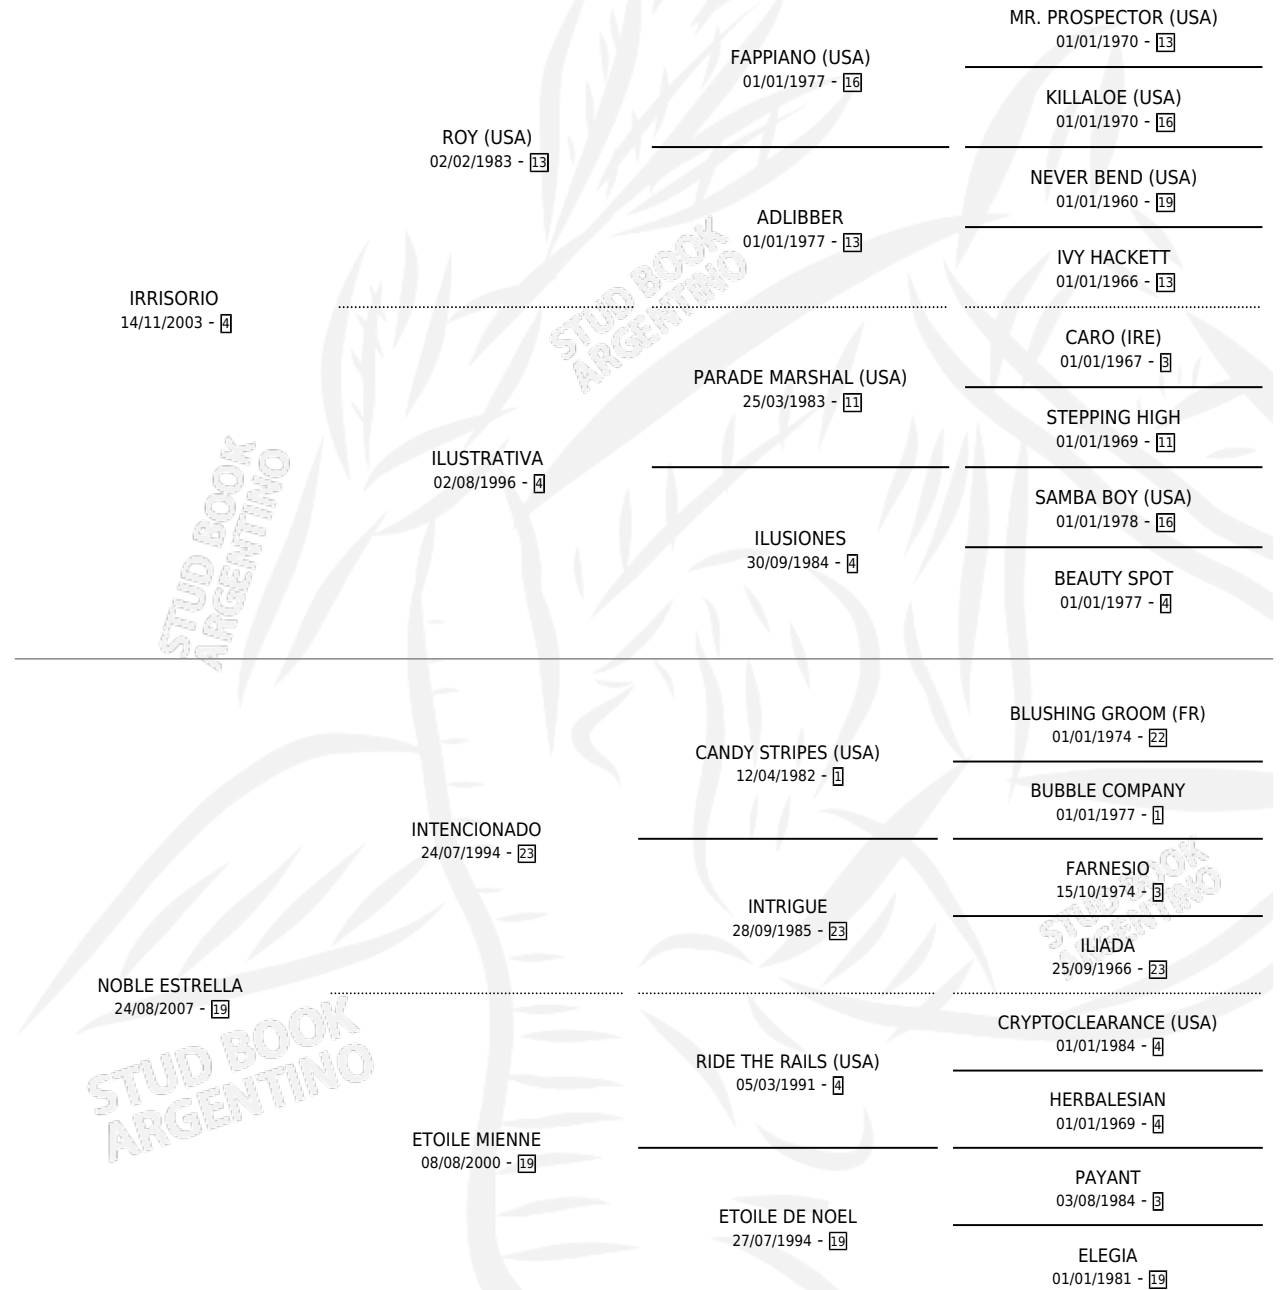 MR. PROSPECTOR (USA)
01/01/1970 - 13
FAPPIANO (USA)
01/01/1977 - 16
KILLALOE (USA)
01/01/1970 - 16
ROY (USA)
02/02/1983 - 13
NEVER BEND (USA)
01/01/1960 - 19
ADLIBBER
01/01/1977 - 13
IVY HACKETT
01/01/1966 - 13
IRRISORIO
14/11/2003 - 4
CARO (IRE)
01/01/1967 - 3
PARADE MARSHAL (USA)
25/03/1983 - 11
STEPPING HIGH
01/01/1969 - 11
ILUSTRATIVA
02/08/1996 - 4
SAMBA BOY (USA)
01/01/1978 - 16
ILUSIONES
30/09/1984 - 4
BEAUTY SPOT
01/01/1977 - 4
STUD BOOK
ARGENTINO
STUD BOOK
ARGENTINO
BLUSHING GROOM (FR)
01/01/1974 - 22
CANDY STRIPES (USA)
12/04/1982 - 1
BUBBLE COMPANY
01/01/1977 - 1
INTENCIONADO
24/07/1994 - 23
FARNESIO
15/10/1974 - 3
INTRIGUE
28/09/1985 - 23
ILIADA
25/09/1966 - 23
NOBLE ESTRELLA
24/08/2007 - 19
CRYPTOCLEARANCE (USA)
01/01/1984 - 4
RIDE THE RAILS (USA)
05/03/1991 - 4
HERBALESIAN
01/01/1969 - 4
ETOILE MIENNE
08/08/2000 - 19
PAYANT
03/08/1984 - 3
ETOILE DE NOEL
27/07/1994 - 19
ELEGIA
01/01/1981 - 19
STUD BOOK
ARGENTINO
STUD BOOK
ARGENTINO